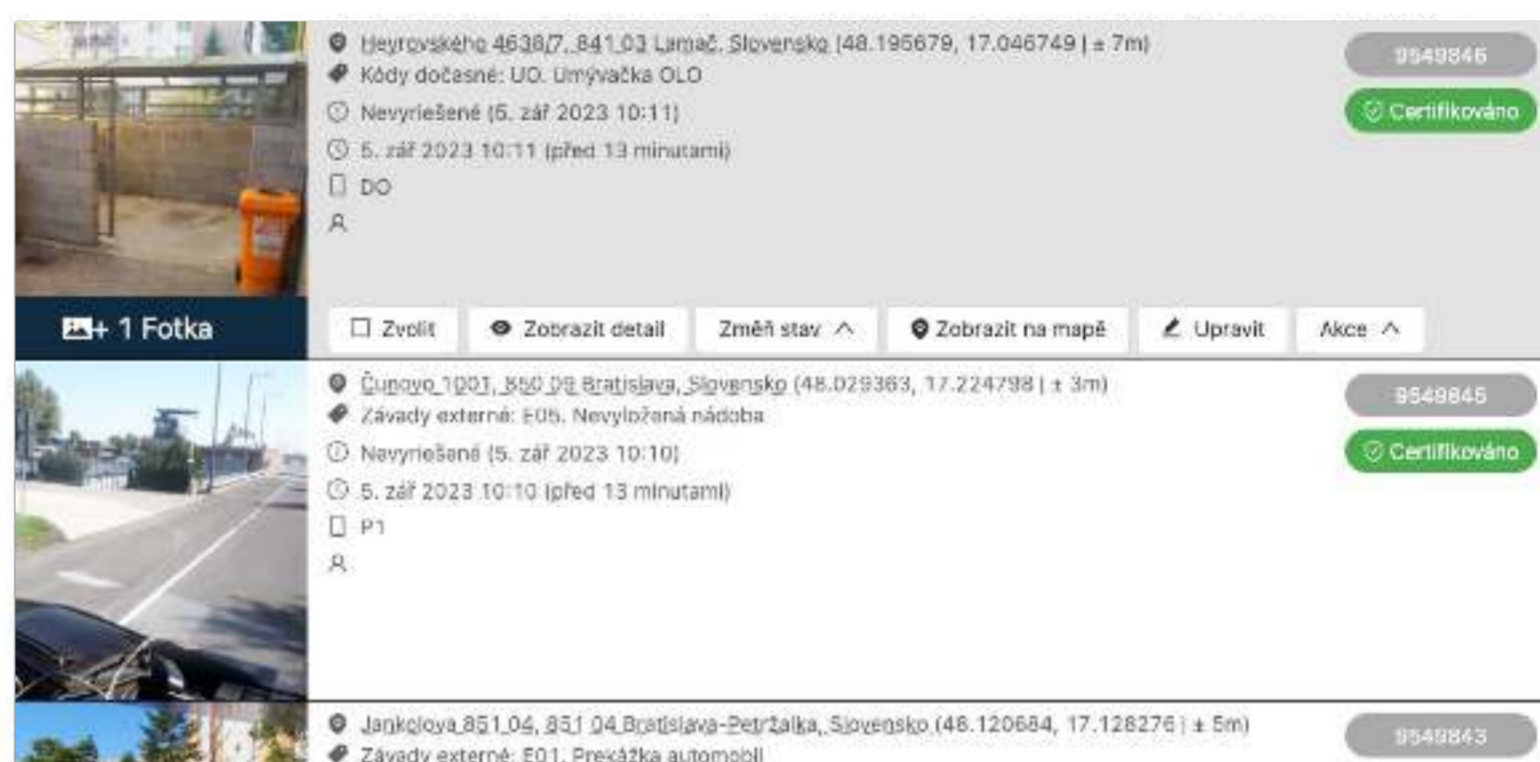 Heyrovského 4638/7, 841 03 Lamač, Slovensko (48.195679, 17.046749 | ± 7m)
9549846
Kódy dočasné: UO. Umývačka OLO
Certifikováno
Nevyriešené (5. zář 2023 10:11)
5. zář 2023 10:11 (před 13 minutami)
DO
+ 1 Fotka
Zvolit
Zobrazit detail
Změň stav
Zobrazit na mapě
Upravit
Akce
Čunovo 1001, 850 09 Bratislava, Slovensko (48.029363, 17.224798 | ± 3m)
9549845
Závady externé: E05. Nevyložená nádoba
Certifikováno
Nevyriešené (5. zář 2023 10:10)
5. zář 2023 10:10 (před 13 minutami)
P1
Jankolova 851 04, 851 04 Bratislava-Petržalka, Slovensko (48.120684, 17.128276 | ± 5m)
9549843
Závady externé: E01. Prekážka automobil